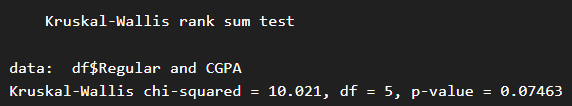 Kruskal-Wallis rank sum test
data:  df$Regular and CGPA
Kruskal-Wallis chi-squared = 10.021, df = 5, p-value = 0.07463